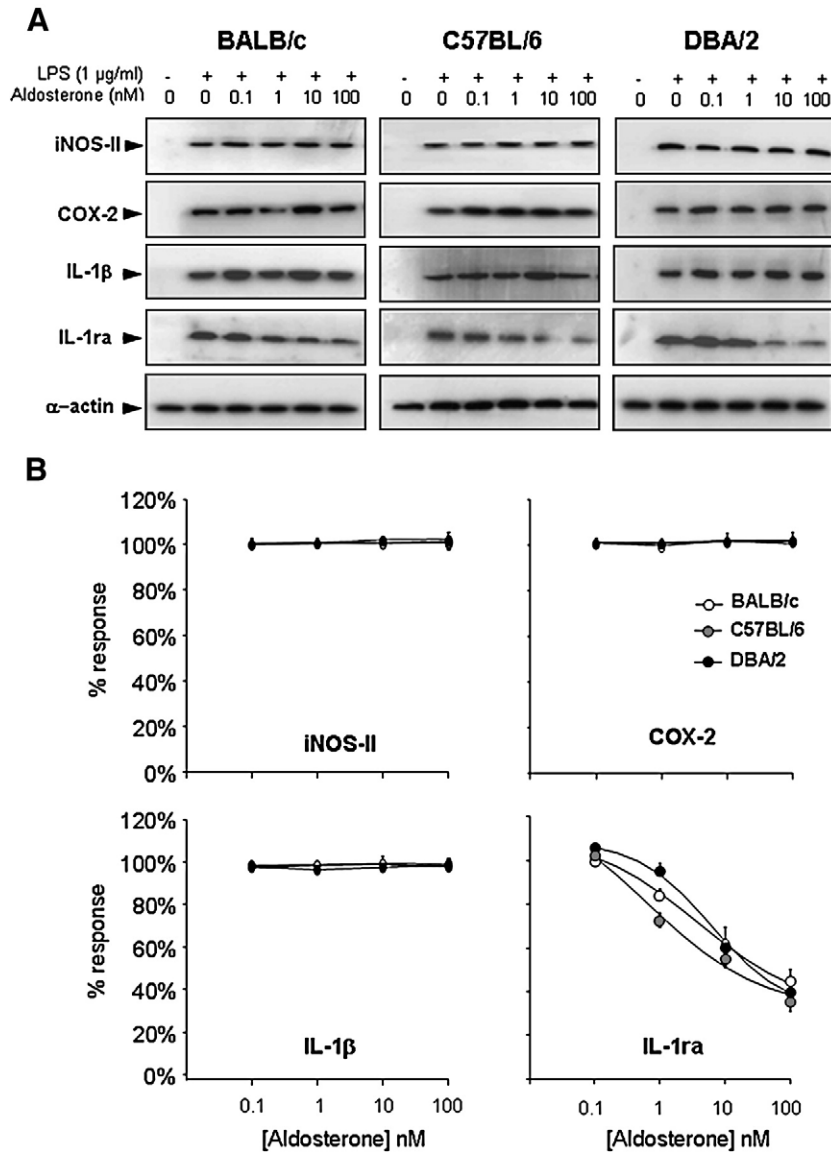 A
BALB/c C57BL/6 DBA/2
LPS (1 µg/ml) - + + + + + - + + + + + - + + + + +
Aldosterone (nM) 0 0 0.1 1 10 100 0 0 0.1 1 10 100 0 0 0.1 1 10 100
iNOS-II
COX-2
IL-1β
IL-1ra
α-actin
B
120%
100%
80%
60%
40%
20%
0%
% response
iNOS-II
COX-2
BALB/c
C57BL/6
DBA/2
120%
100%
80%
60%
40%
20%
0%
% response
IL-1β
IL-1ra
0.1 1 10 100 0.1 1 10 100
[Aldosterone] nM [Aldosterone] nM